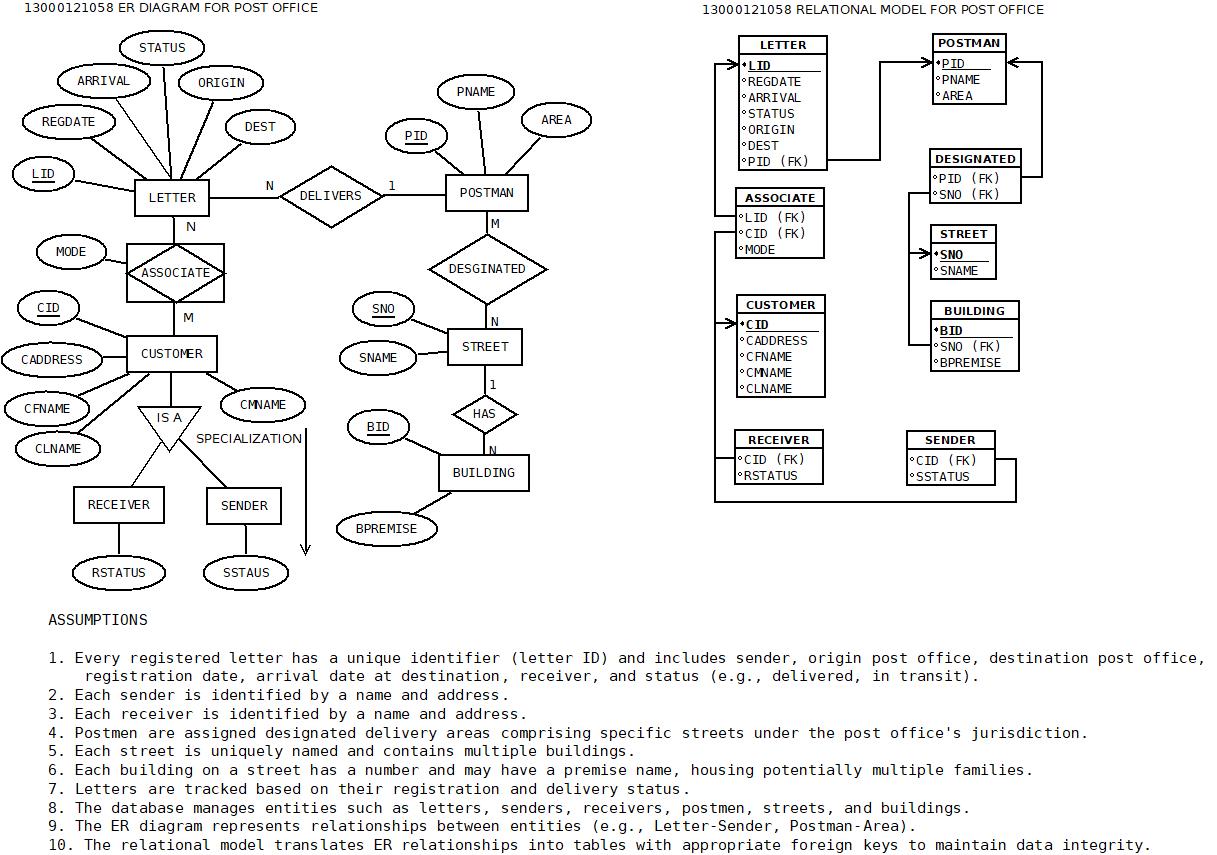 13000121058 ER DIAGRAM FOR POST OFFICE
STATUS
ARRIVAL
ORIGIN
REGDATE
DEST
LID
LETTER
N
DELIVERS
1
PNAME
AREA
PID
POSTMAN
N
MODE
ASSOCIATE
M
M
DESGINATED
N
CID
CUSTOMER
CADDRESS
CFNAME
CLNAME
CMNAME
IS A
SPECIALIZATION
RECEIVER
SENDER
RSTATUS
SSTAUS
SNO
SNAME
STREET
1
HAS
N
BID
BUILDING
BPREMISE
13000121058 RELATIONAL MODEL FOR POST OFFICE
LETTER
LID
REGDATE
ARRIVAL
STATUS
ORIGIN
DEST
PID (FK)
POSTMAN
PID
PNAME
AREA
ASSOCIATE
LID (FK)
CID (FK)
MODE
DESIGNATED
PID (FK)
SNO (FK)
STREET
SNO
SNAME
CUSTOMER
CID
CADDRESS
CFNAME
CMNAME
CLNAME
BUILDING
BID
SNO (FK)
BPREMISE
RECEIVER
CID (FK)
RSTATUS
SENDER
CID (FK)
SSTATUS
ASSUMPTIONS
1. Every registered letter has a unique identifier (letter ID) and includes sender, origin post office, destination post office,
registration date, arrival date at destination, receiver, and status (e.g., delivered, in transit).
2. Each sender is identified by a name and address.
3. Each receiver is identified by a name and address.
4. Postmen are assigned designated delivery areas comprising specific streets under the post office's jurisdiction.
5. Each street is uniquely named and contains multiple buildings.
6. Each building on a street has a number and may have a premise name, housing potentially multiple families.
7. Letters are tracked based on their registration and delivery status.
8. The database manages entities such as letters, senders, receivers, postmen, streets, and buildings.
9. The ER diagram represents relationships between entities (e.g., Letter-Sender, Postman-Area).
10. The relational model translates ER relationships into tables with appropriate foreign keys to maintain data integrity.